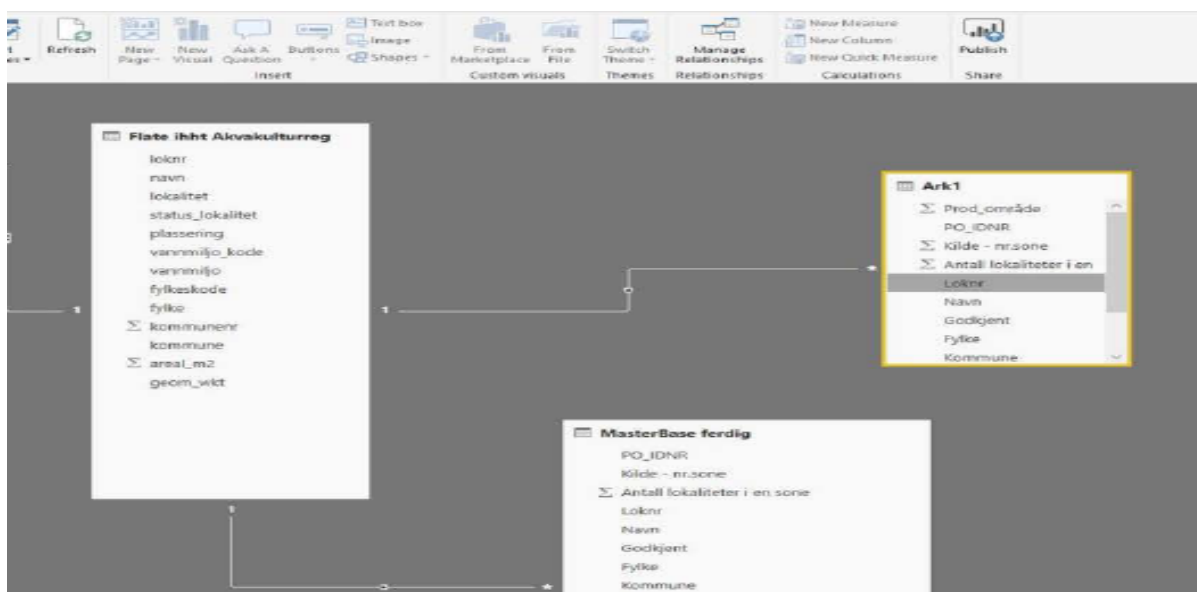 Text box
New Measure
Image
New Column
Refresh
New Page
New Visual
Ask A Question
Buttons
Shapes
From Marketplace
From File
Switch Theme
Manage Relationships
New Quick Measure
Publish
Insert
Custom visuals
Themes
Relationships
Calculations
Share
Flate ihht Akvakulturreg
loknr
navn
lokalitet
status_lokalitet
plassering
vannmiljo_kode
vannmiljo
fylkeskode
fylke
Σ kommunenr
kommune
Σ areal_m2
geom_wkt
1
1
1
Ark1
Σ Prod_område
PO_IDNR
Σ Kilde - nr.sone
Σ Antall lokaliteter i en
Loknr
Navn
Godkjent
Fylke
Kommune
*
MasterBase ferdig
PO_IDNR
Kilde - nr.sone
Σ Antall lokaliteter i en sone
Loknr
Navn
Godkjent
Fylke
Kommune
*